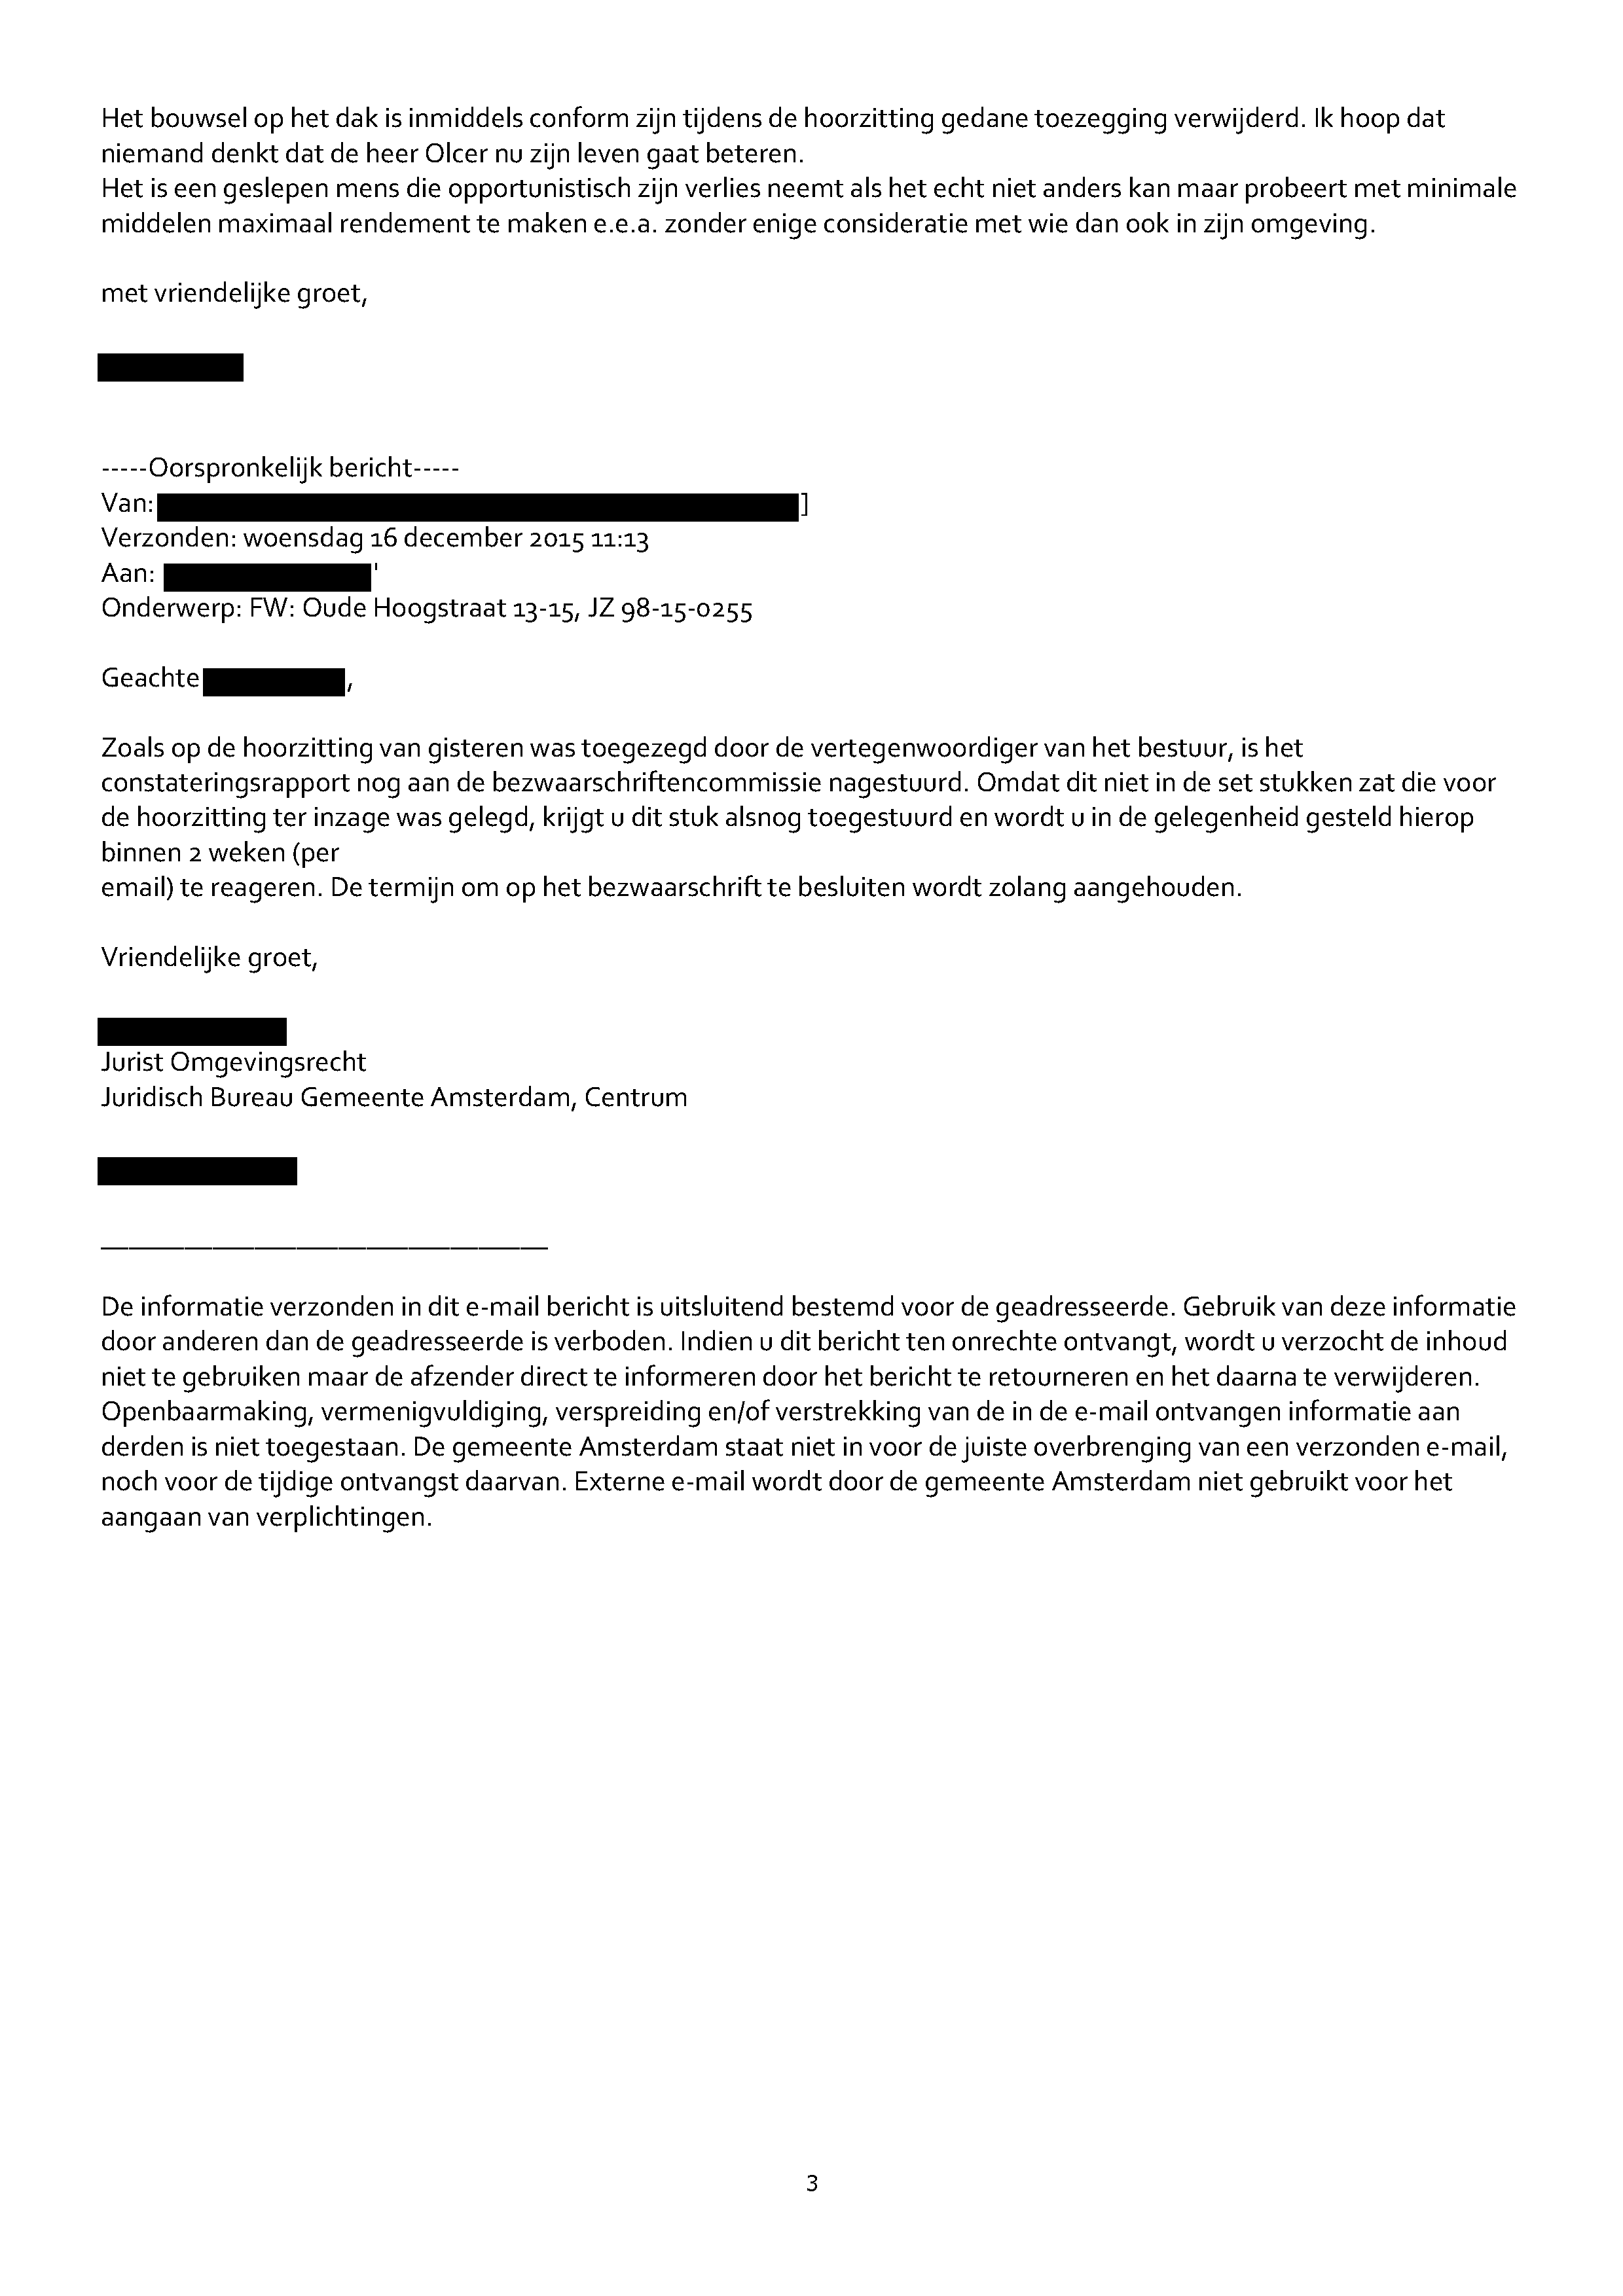 Het bouwsel op het dak is inmiddels conform zijn tijdens de hoorzitting gedane toezegging verwijderd. Ik hoop dat
niemand denkt dat de heer Olcer nu zijn leven gaat beteren.
Het is een geslepen mens die opportunistisch zijn verlies neemt als het echt niet anders kan maar probeert met minimale
middelen maximaal rendement te maken e.e.a. zonder enige consideratie met wie dan ook in zijn omgeving.
met vriendelijke groet,
-----Oorspronkelijk bericht-----
Van: ]
Verzonden: woensdag 16 december 2015 11:13
Aan: '
Onderwerp: FW: Oude Hoogstraat 13-15, JZ 98-15-0255
Geachte ,
Zoals op de hoorzitting van gisteren was toegezegd door de vertegenwoordiger van het bestuur, is het
constateringsrapport nog aan de bezwaarschriftencommissie nagestuurd. Omdat dit niet in de set stukken zat die voor
de hoorzitting ter inzage was gelegd, krijgt u dit stuk alsnog toegestuurd en wordt u in de gelegenheid gesteld hierop
binnen 2 weken (per
email) te reageren. De termijn om op het bezwaarschrift te besluiten wordt zolang aangehouden.
Vriendelijke groet,
Jurist Omgevingsrecht
Juridisch Bureau Gemeente Amsterdam, Centrum
________________________________
De informatie verzonden in dit e-mail bericht is uitsluitend bestemd voor de geadresseerde. Gebruik van deze informatie
door anderen dan de geadresseerde is verboden. Indien u dit bericht ten onrechte ontvangt, wordt u verzocht de inhoud
niet te gebruiken maar de afzender direct te informeren door het bericht te retourneren en het daarna te verwijderen.
Openbaarmaking, vermenigvuldiging, verspreiding en/of verstrekking van de in de e-mail ontvangen informatie aan
derden is niet toegestaan. De gemeente Amsterdam staat niet in voor de juiste overbrenging van een verzonden e-mail,
noch voor de tijdige ontvangst daarvan. Externe e-mail wordt door de gemeente Amsterdam niet gebruikt voor het
aangaan van verplichtingen.
3